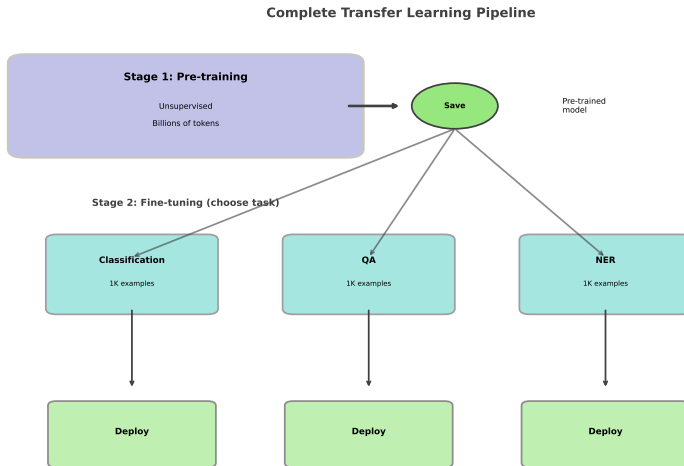 Complete Transfer Learning Pipeline
Stage 1: Pre-training
Unsupervised
Billions of tokens
Save
Pre-trained
model
Stage 2: Fine-tuning (choose task)
Classification
1K examples
QA
1K examples
NER
1K examples
Deploy
Deploy
Deploy